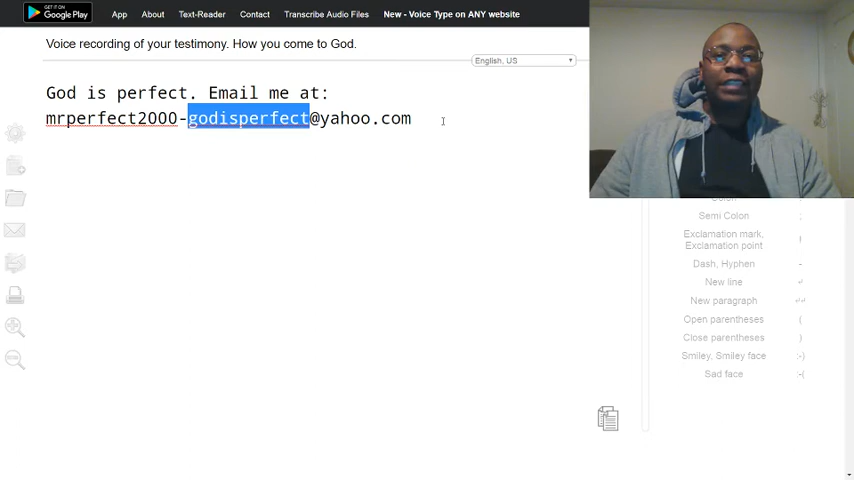 GET IT ON
Google Play
App About Text-Reader Contact Transcribe Audio Files New - Voice Type on ANY website
Voice recording of your testimony. How you come to God.
English, US
God is perfect. Email me at:
mrperfect2000-godisperfect@yahoo.com
Semi Colon ;
Exclamation mark, Exclamation point !
Dash, Hyphen -
New line ↵
New paragraph ↵↵
Open parentheses (
Close parentheses )
Smiley, Smiley face :-)
Sad face :-(